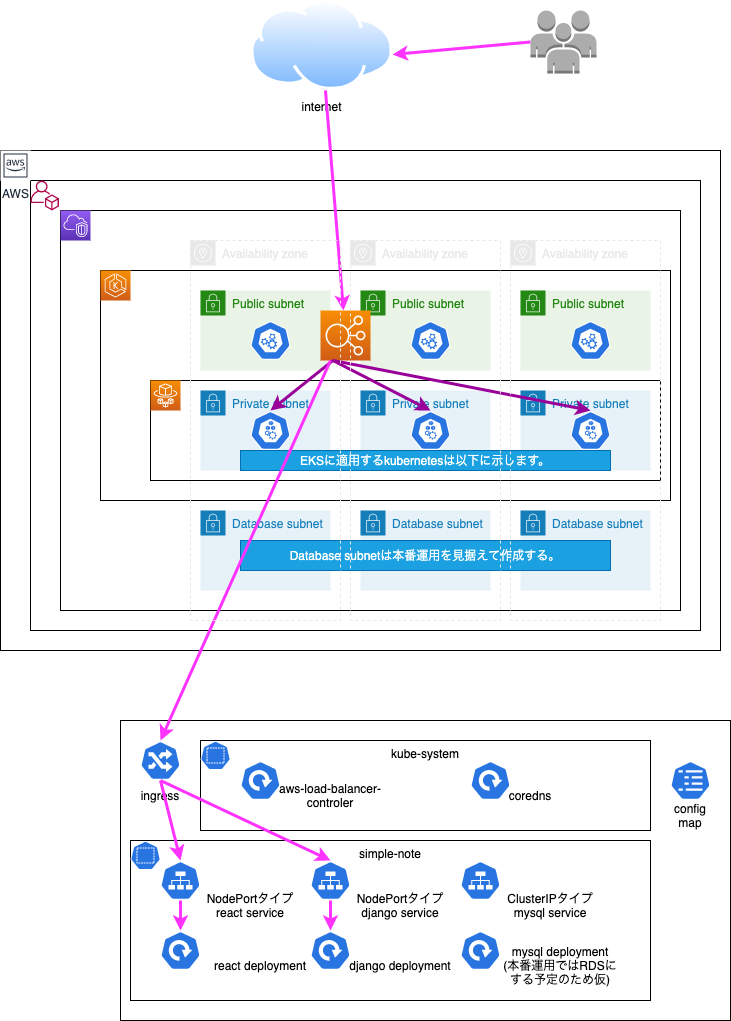 internet
aws
AWS
Availability zone
Availability zone
Availability zone
Public subnet
Public subnet
Public subnet
Private subnet
Private subnet
Private subnet
EKSに適用するkubernetesは以下に示します。
Database subnet
Database subnet
Database subnet
Database subnetは本番運用を見据えて作成する。
kube-system
ingress
aws-load-balancer-
controler
coredns
config
map
simple-note
NodePortタイプ
react service
NodePortタイプ
django service
ClusterIPタイプ
mysql service
react deployment
django deployment
mysql deployment
(本番運用ではRDSに
する予定のため仮)